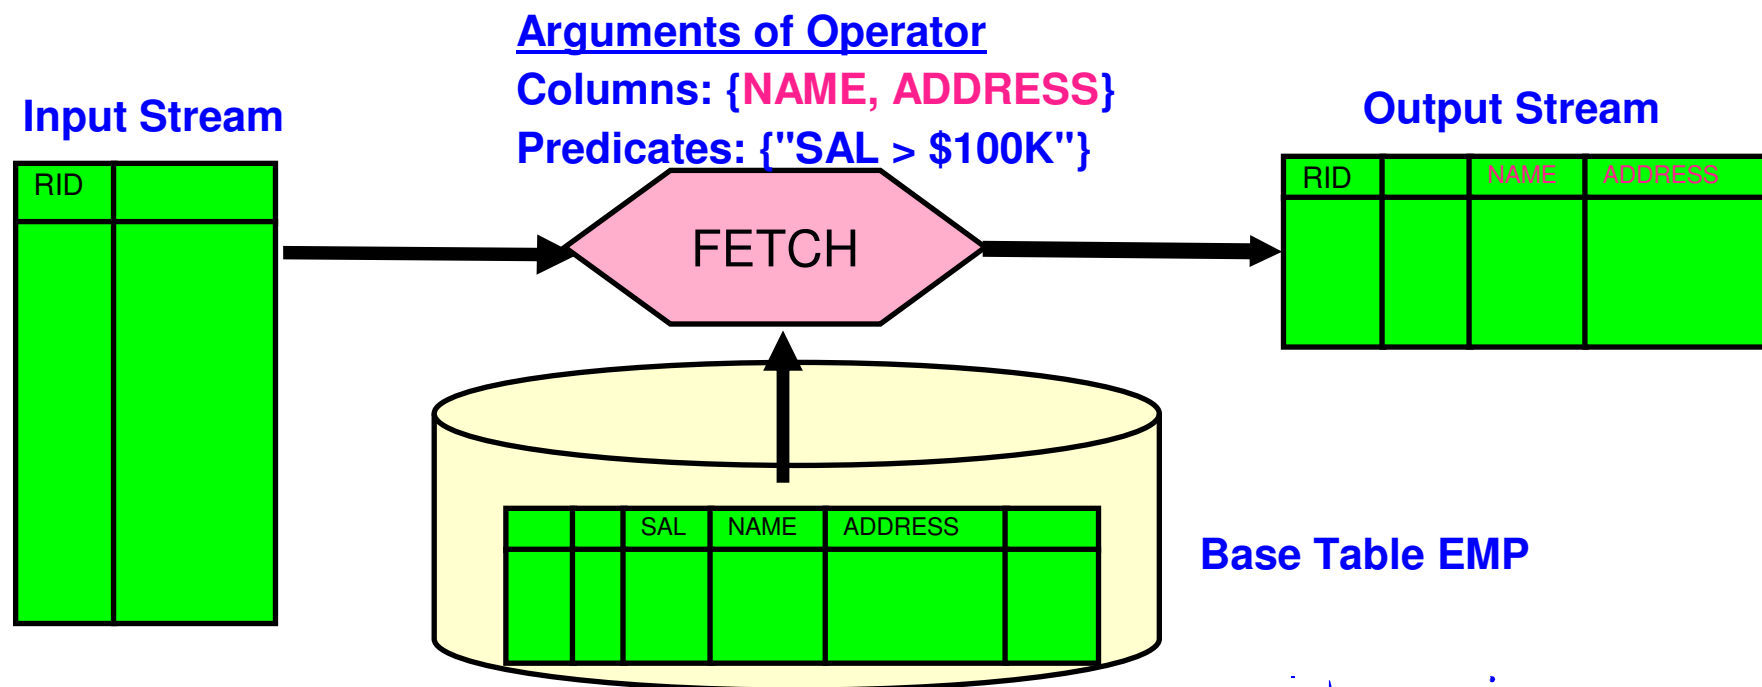 Arguments of Operator
Columns: {NAME, ADDRESS}
Predicates: {"SAL > $100K"}
Input Stream
Output Stream
RID
RID NAME ADDRESS
FETCH
SAL NAME ADDRESS
Base Table EMP